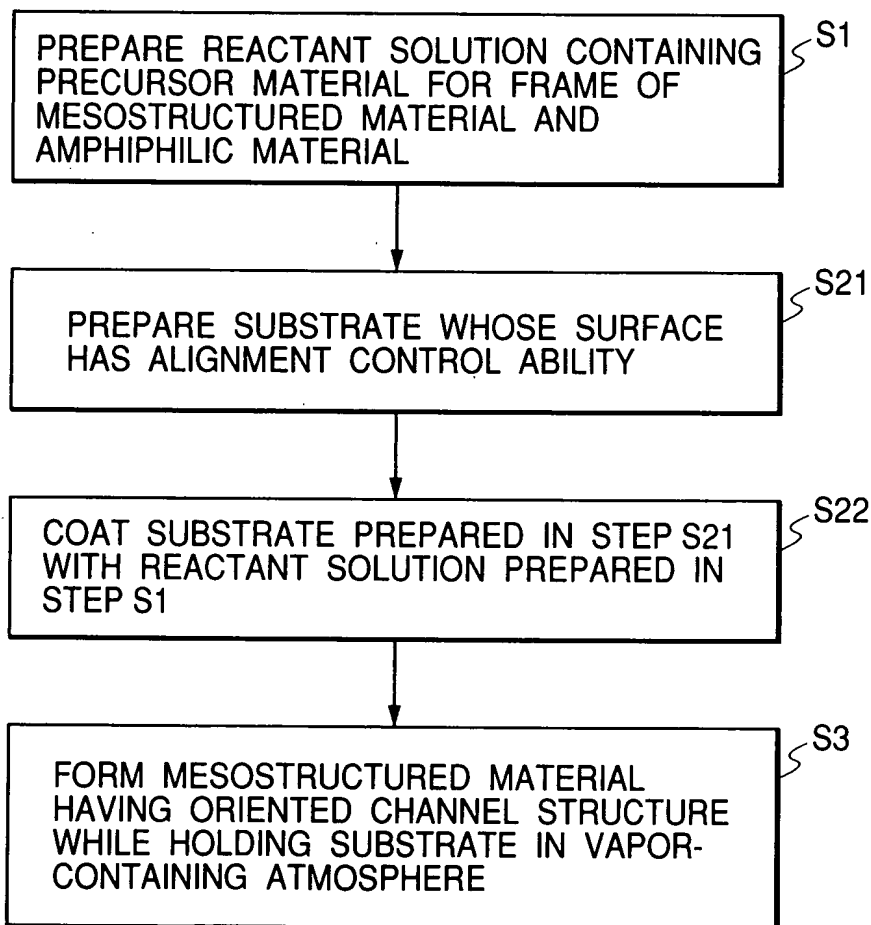 S1
PREPARE REACTANT SOLUTION CONTAINING
PRECURSOR MATERIAL FOR FRAME OF
MESOSTRUCTURED MATERIAL AND
AMPHIPHILIC MATERIAL
S21
PREPARE SUBSTRATE WHOSE SURFACE
HAS ALIGNMENT CONTROL ABILITY
S22
COAT SUBSTRATE PREPARED IN STEP S21
WITH REACTANT SOLUTION PREPARED IN
STEP S1
S3
FORM MESOSTRUCTURED MATERIAL
HAVING ORIENTED CHANNEL STRUCTURE
WHILE HOLDING SUBSTRATE IN VAPOR-
CONTAINING ATMOSPHERE